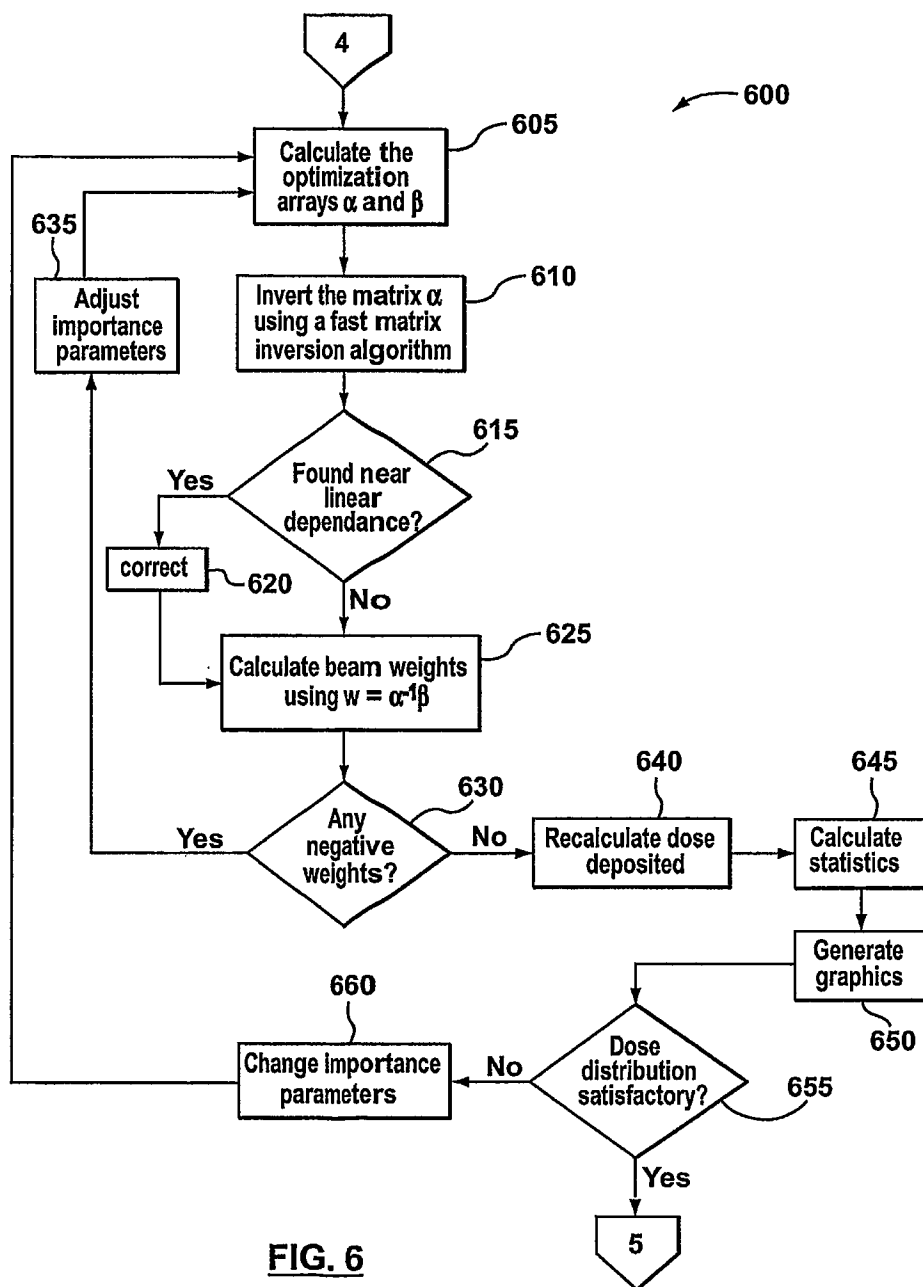 4
600
605
Calculate the
optimization
arrays α and β
635
Adjust
importance
parameters
610
Invert the matrix α
using a fast matrix
inversion algorithm
615
Found near
linear
dependance?
Yes
correct
620
No
625
Calculate beam weights
using w = α⁻¹β
630
Any
negative
weights?
Yes
No
640
Recalculate dose
deposited
645
Calculate
statistics
Generate
graphics
650
660
Change Importance
parameters
No
Dose
distribution
satisfactory?
655
Yes
5
FIG. 6